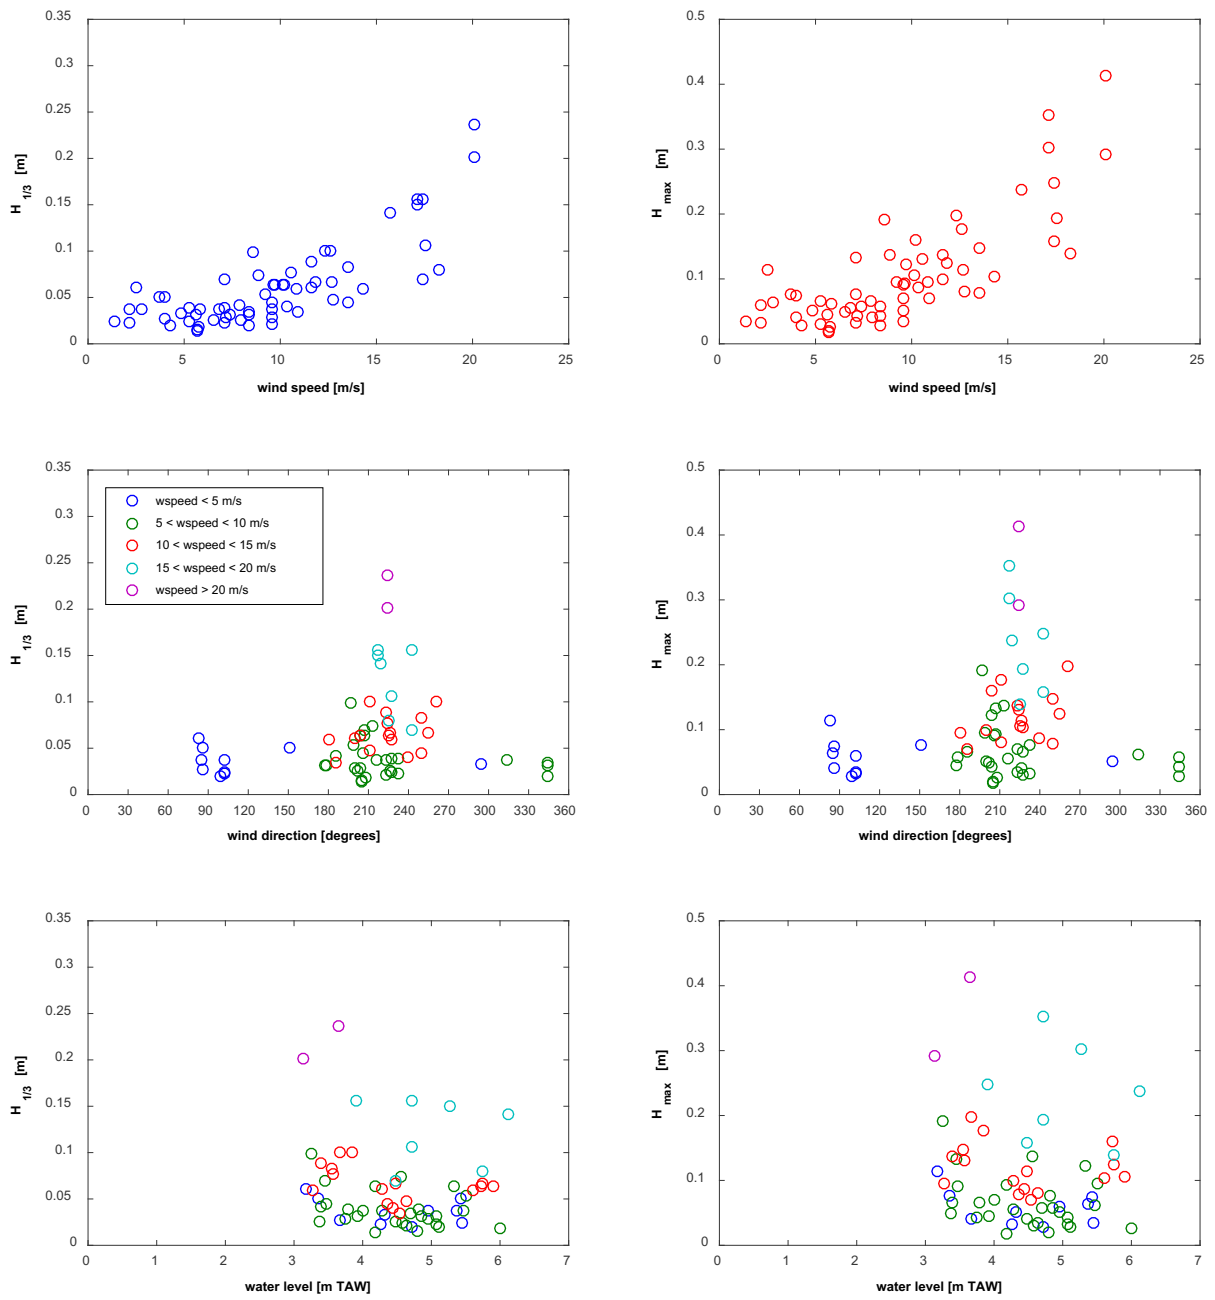 0.35
0.3
0.25
0.2
0.15
0.1
0.05
0
H 1/3 [m]
0 5 10 15 20 25
wind speed [m/s]
0.5
0.4
0.3
0.2
0.1
0
H max [m]
0 5 10 15 20 25
wind speed [m/s]
0.35
0.3
0.25
0.2
0.15
0.1
0.05
0
H 1/3 [m]
wspeed < 5 m/s
5 < wspeed < 10 m/s
10 < wspeed < 15 m/s
15 < wspeed < 20 m/s
wspeed > 20 m/s
0 30 60 90 120 150 180 210 240 270 300 330 360
wind direction [degrees]
0.5
0.4
0.3
0.2
0.1
0
H max [m]
0 30 60 90 120 150 180 210 240 270 300 330 360
wind direction [degrees]
0.35
0.3
0.25
0.2
0.15
0.1
0.05
0
H 1/3 [m]
0 1 2 3 4 5 6 7
water level [m TAW]
0.5
0.4
0.3
0.2
0.1
0
H max [m]
0 1 2 3 4 5 6 7
water level [m TAW]